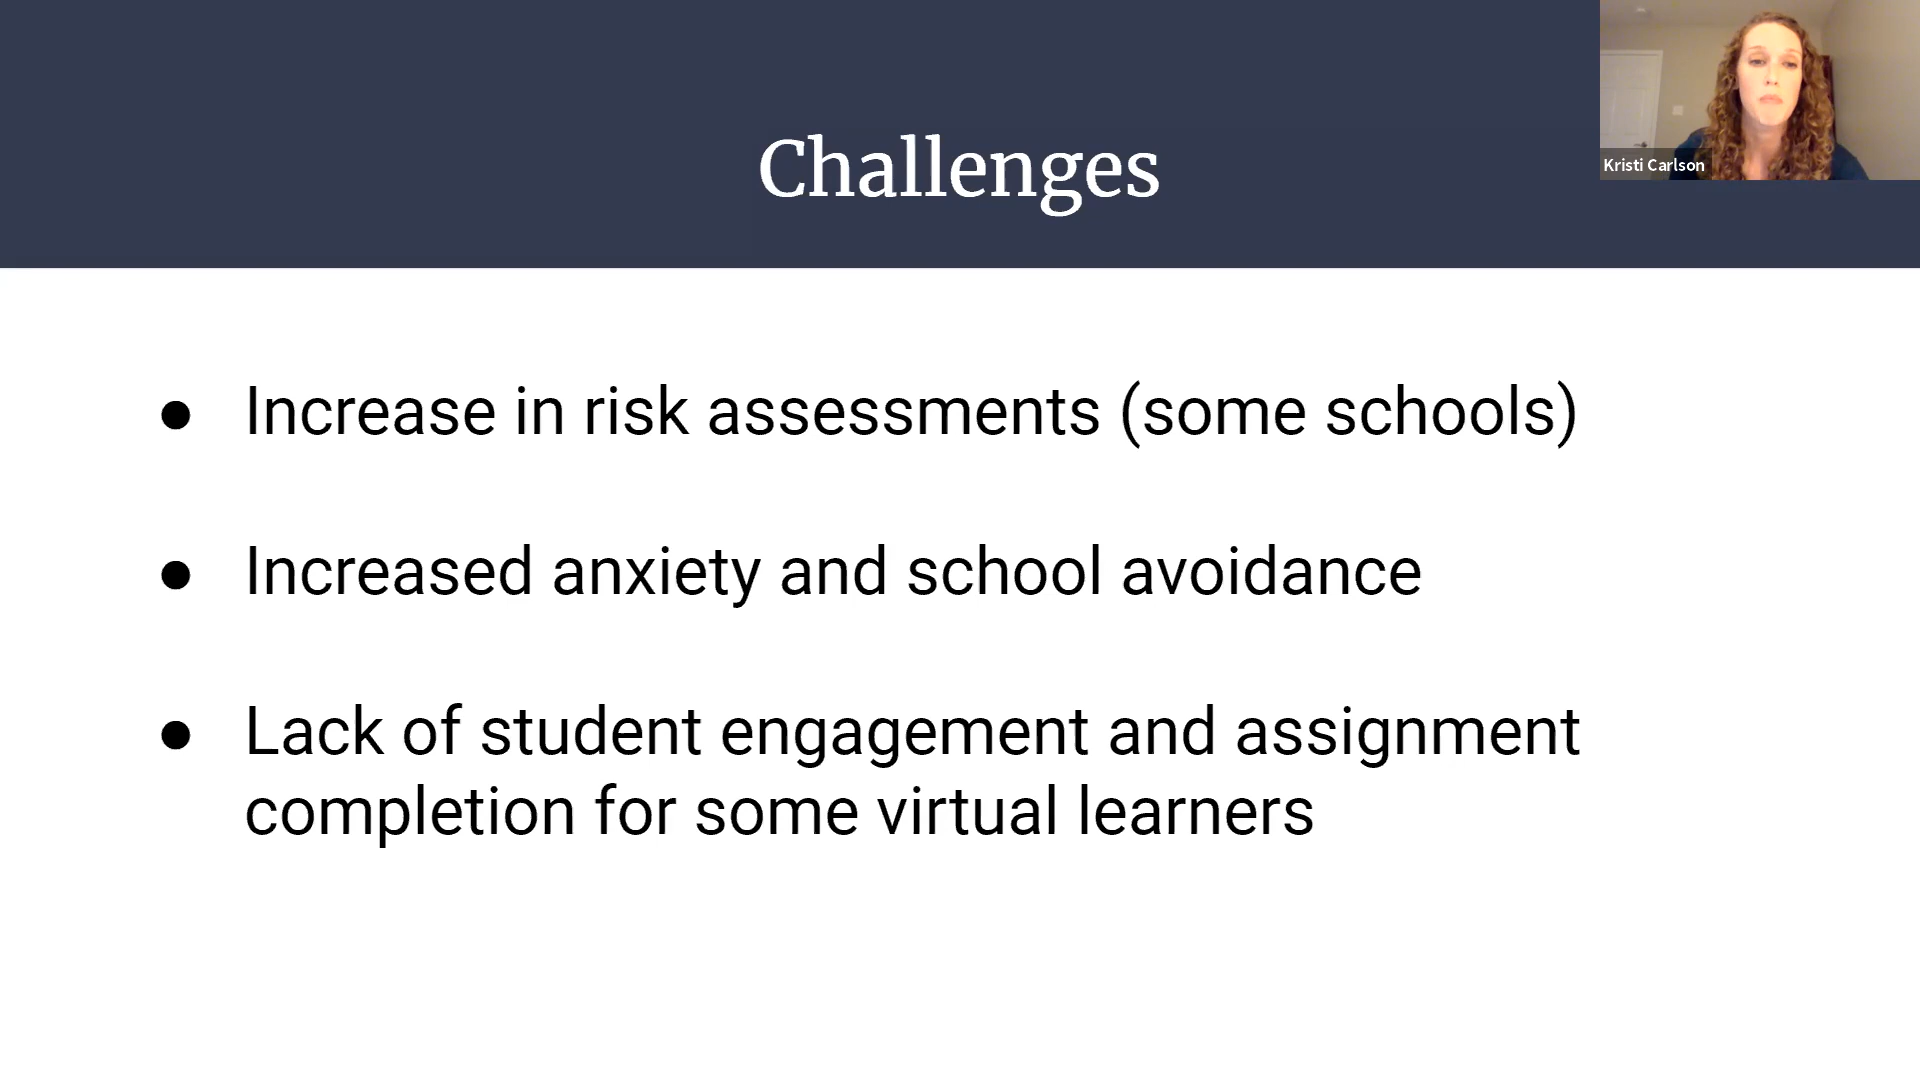 Challenges
Kristi Carlson
● Increase in risk assessments (some schools)
● Increased anxiety and school avoidance
● Lack of student engagement and assignment
completion for some virtual learners